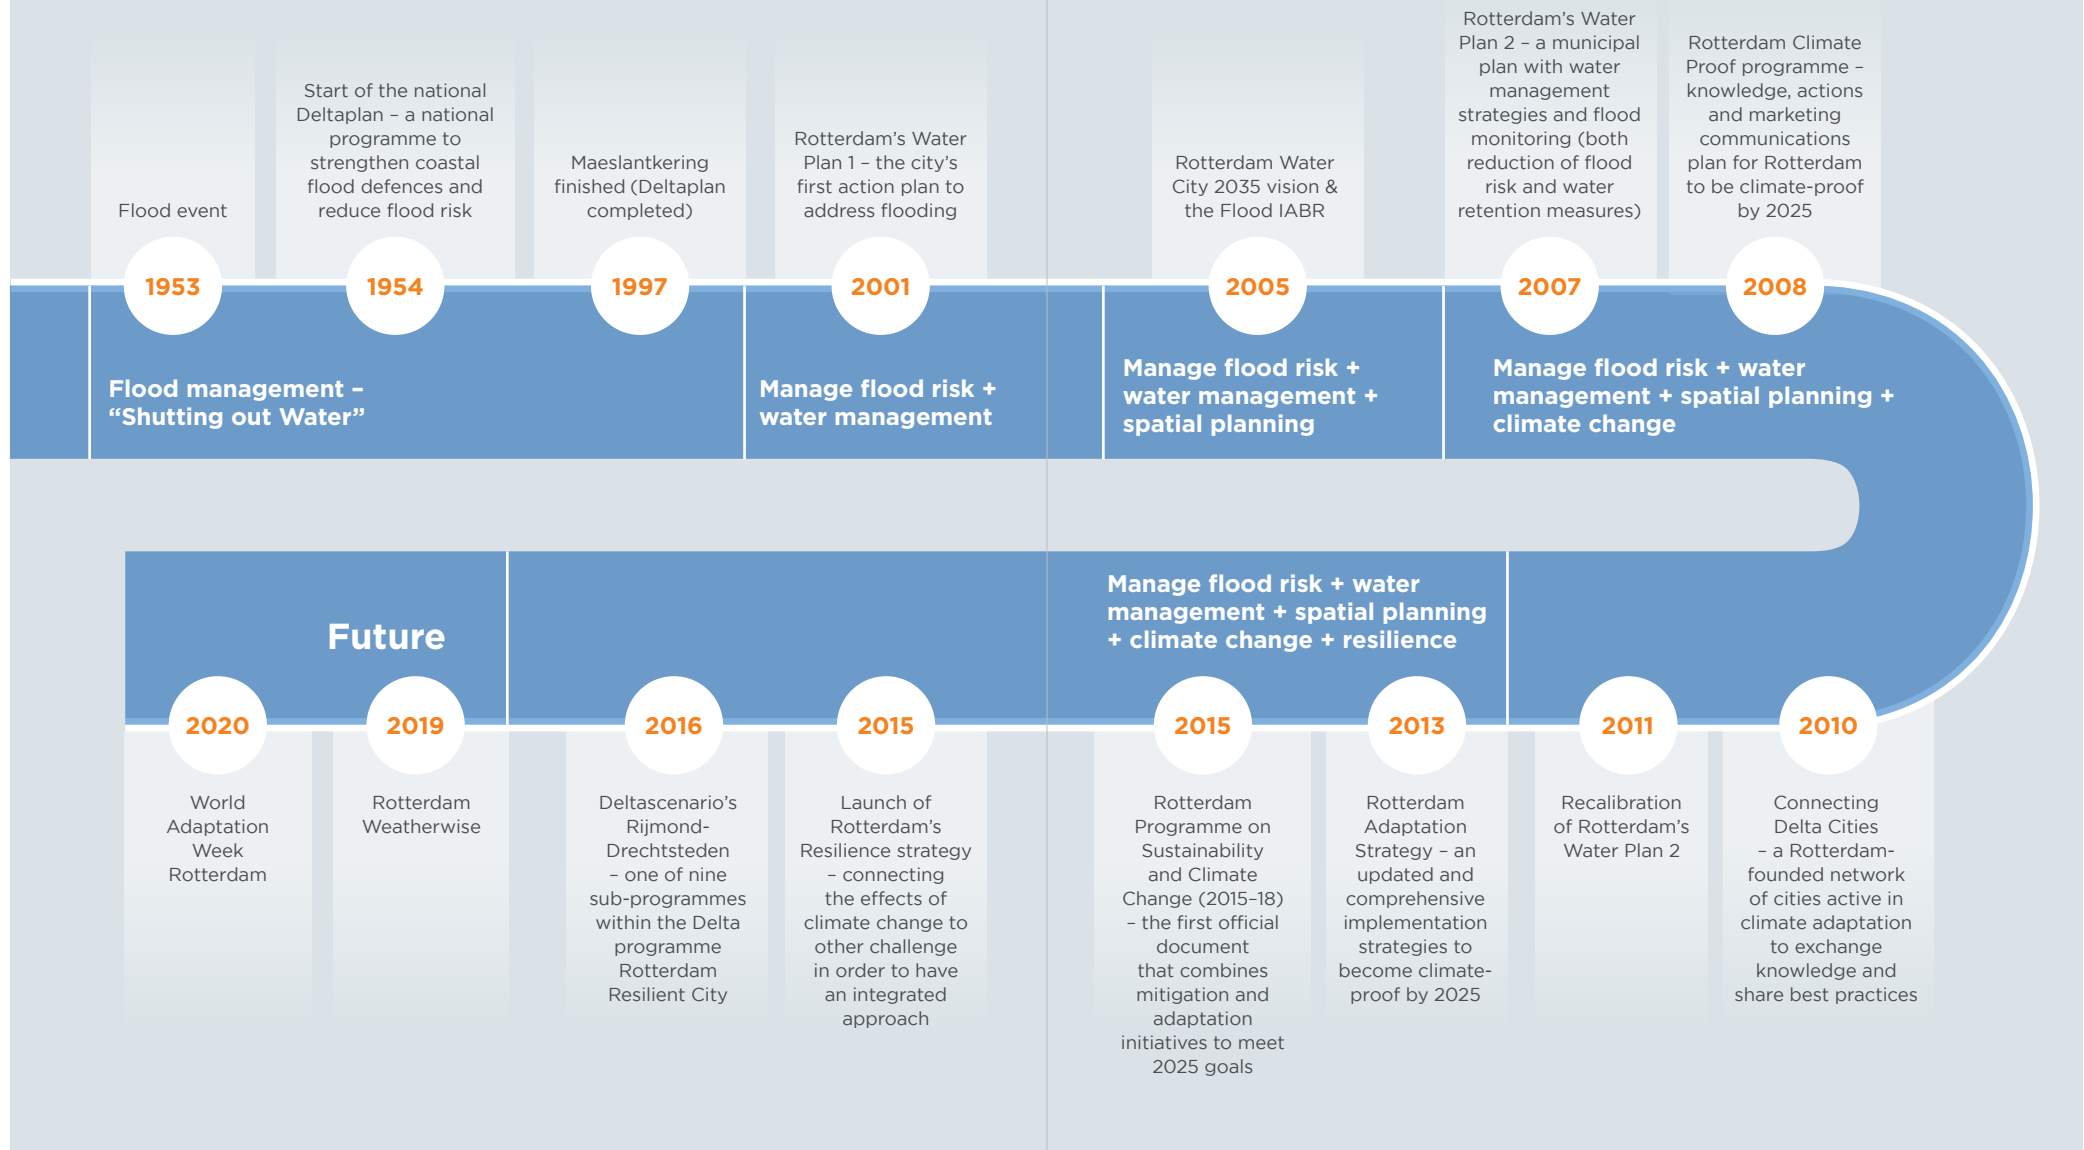 Flood event
1953
Start of the national
Deltaplan – a national
programme to
strengthen coastal
flood defences and
reduce flood risk
1954
Maeslantkering
finished (Deltaplan
completed)
1997
Rotterdam’s Water
Plan 1 – the city’s
first action plan to
address flooding
2001
Rotterdam Water
City 2035 vision &
the Flood IABR
2005
Rotterdam’s Water
Plan 2 – a municipal
plan with water
management
strategies and flood
monitoring (both
reduction of flood
risk and water
retention measures)
2007
Rotterdam Climate
Proof programme –
knowledge, actions
and marketing
communications
plan for Rotterdam
to be climate-proof
by 2025
2008
Flood management –
“Shutting out Water”
Manage flood risk +
water management
Manage flood risk +
water management +
spatial planning
Manage flood risk + water
management + spatial planning +
climate change
Manage flood risk + water
management + spatial planning
+ climate change + resilience
Future
2010
Connecting
Delta Cities
– a Rotterdam-
founded network
of cities active in
climate adaptation
to exchange
knowledge and
share best practices
2011
Recalibration
of Rotterdam’s
Water Plan 2
2013
Rotterdam
Adaptation
Strategy – an
updated and
comprehensive
implementation
strategies to
become climate-
proof by 2025
2015
Rotterdam
Programme on
Sustainability
and Climate
Change (2015–18)
– the first official
document
that combines
mitigation and
adaptation
initiatives to meet
2025 goals
2015
Launch of
Rotterdam’s
Resilience strategy
– connecting
the effects of
climate change to
other challenge
in order to have
an integrated
approach
2016
Deltascenario’s
Rijmond-
Drechtsteden
– one of nine
sub-programmes
within the Delta
programme
Rotterdam
Resilient City
2019
Rotterdam
Weatherwise
2020
World
Adaptation
Week
Rotterdam